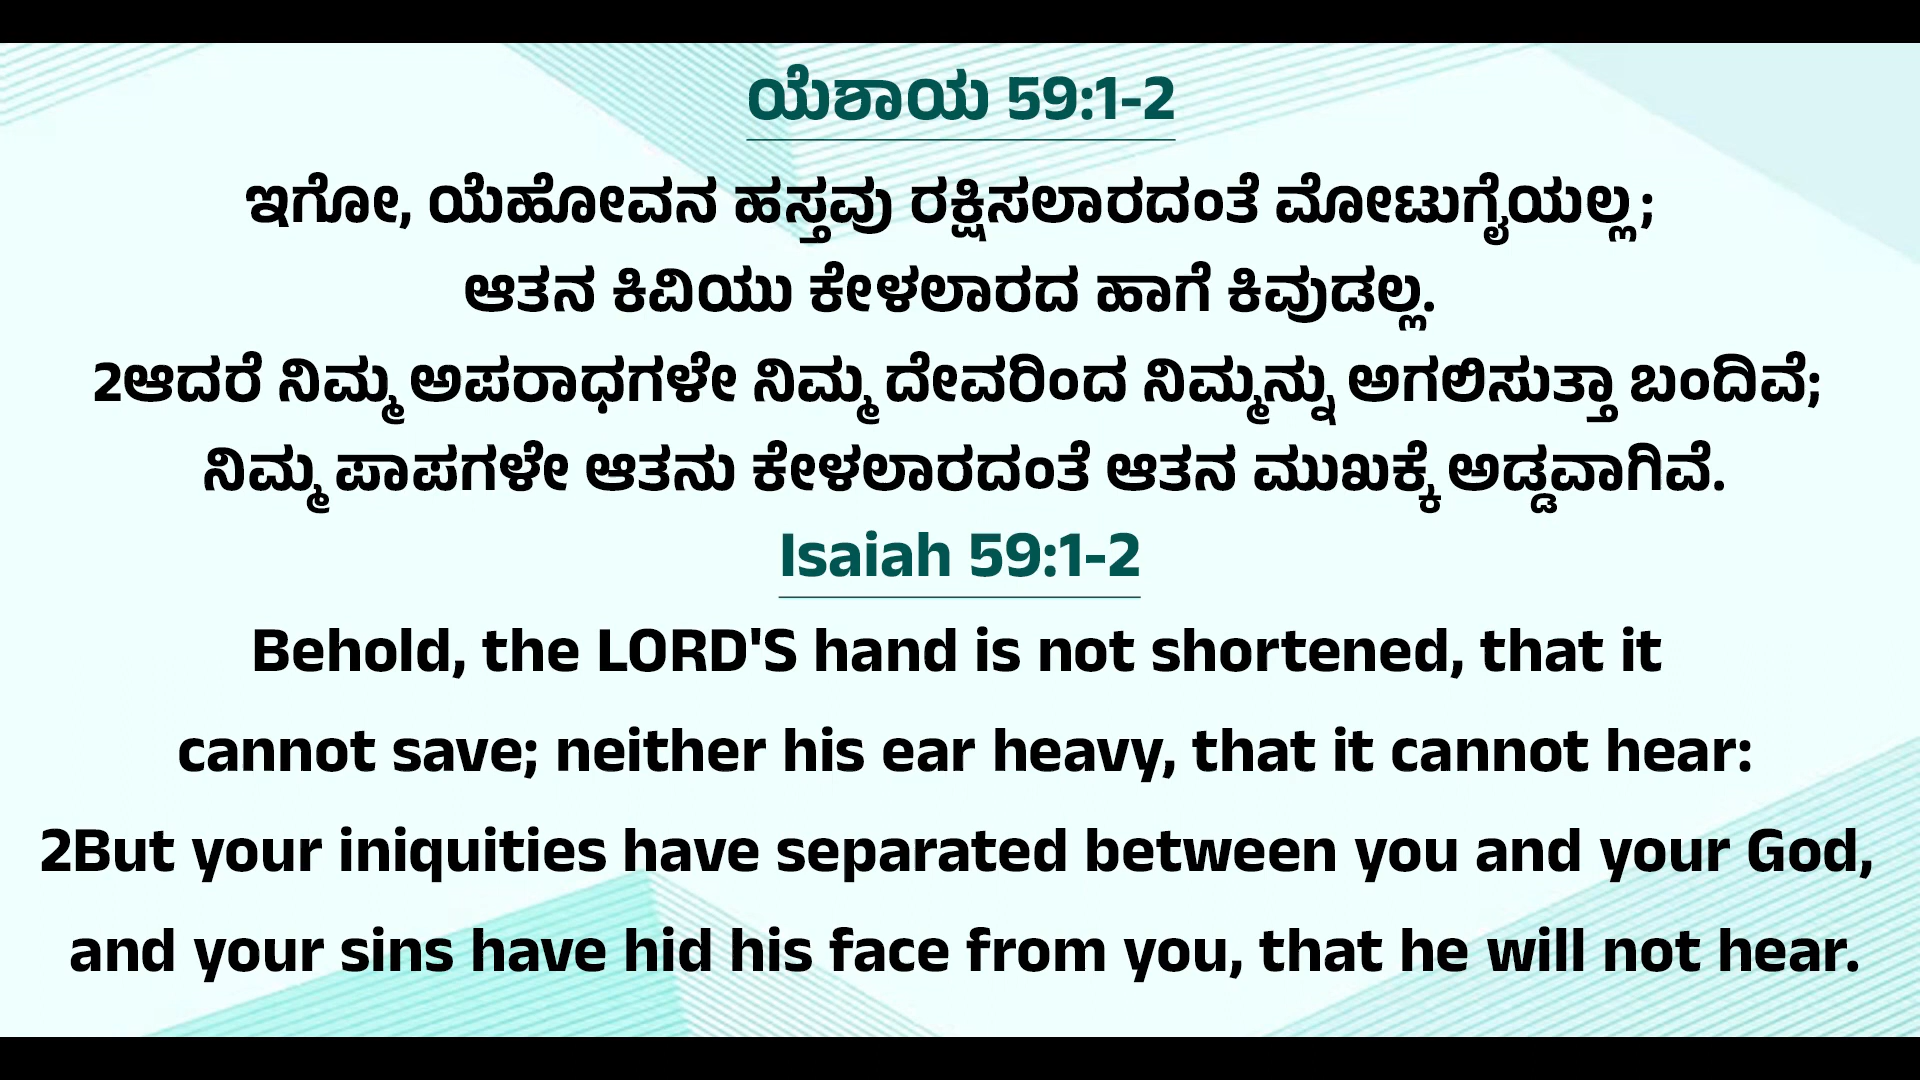 ಯೆಶಾಯ 59:1-2
ಇಗೋ, ಯೆಹೋವನ ಹಸ್ತವು ರಕ್ಷಿಸಲಾರದಂತೆ ಮೋಟುಗೈಯಲ್ಲ;
ಆತನ ಕಿವಿಯು ಕೇಳಲಾರದ ಹಾಗೆ ಕಿವುಡಲ್ಲ.
2ಆದರೆ ನಿಮ್ಮ ಅಪರಾಧಗಳೇ ನಿಮ್ಮ ದೇವರಿಂದ ನಿಮ್ಮನ್ನು ಅಗಲಿಸುತ್ತಾ ಬಂದಿವೆ;
ನಿಮ್ಮ ಪಾಪಗಳೇ ಆತನು ಕೇಳಲಾರದಂತೆ ಆತನ ಮುಖಕ್ಕೆ ಅಡ್ಡವಾಗಿವೆ.
Isaiah 59:1-2
Behold, the LORD'S hand is not shortened, that it
cannot save; neither his ear heavy, that it cannot hear:
2But your iniquities have separated between you and your God,
and your sins have hid his face from you, that he will not hear.